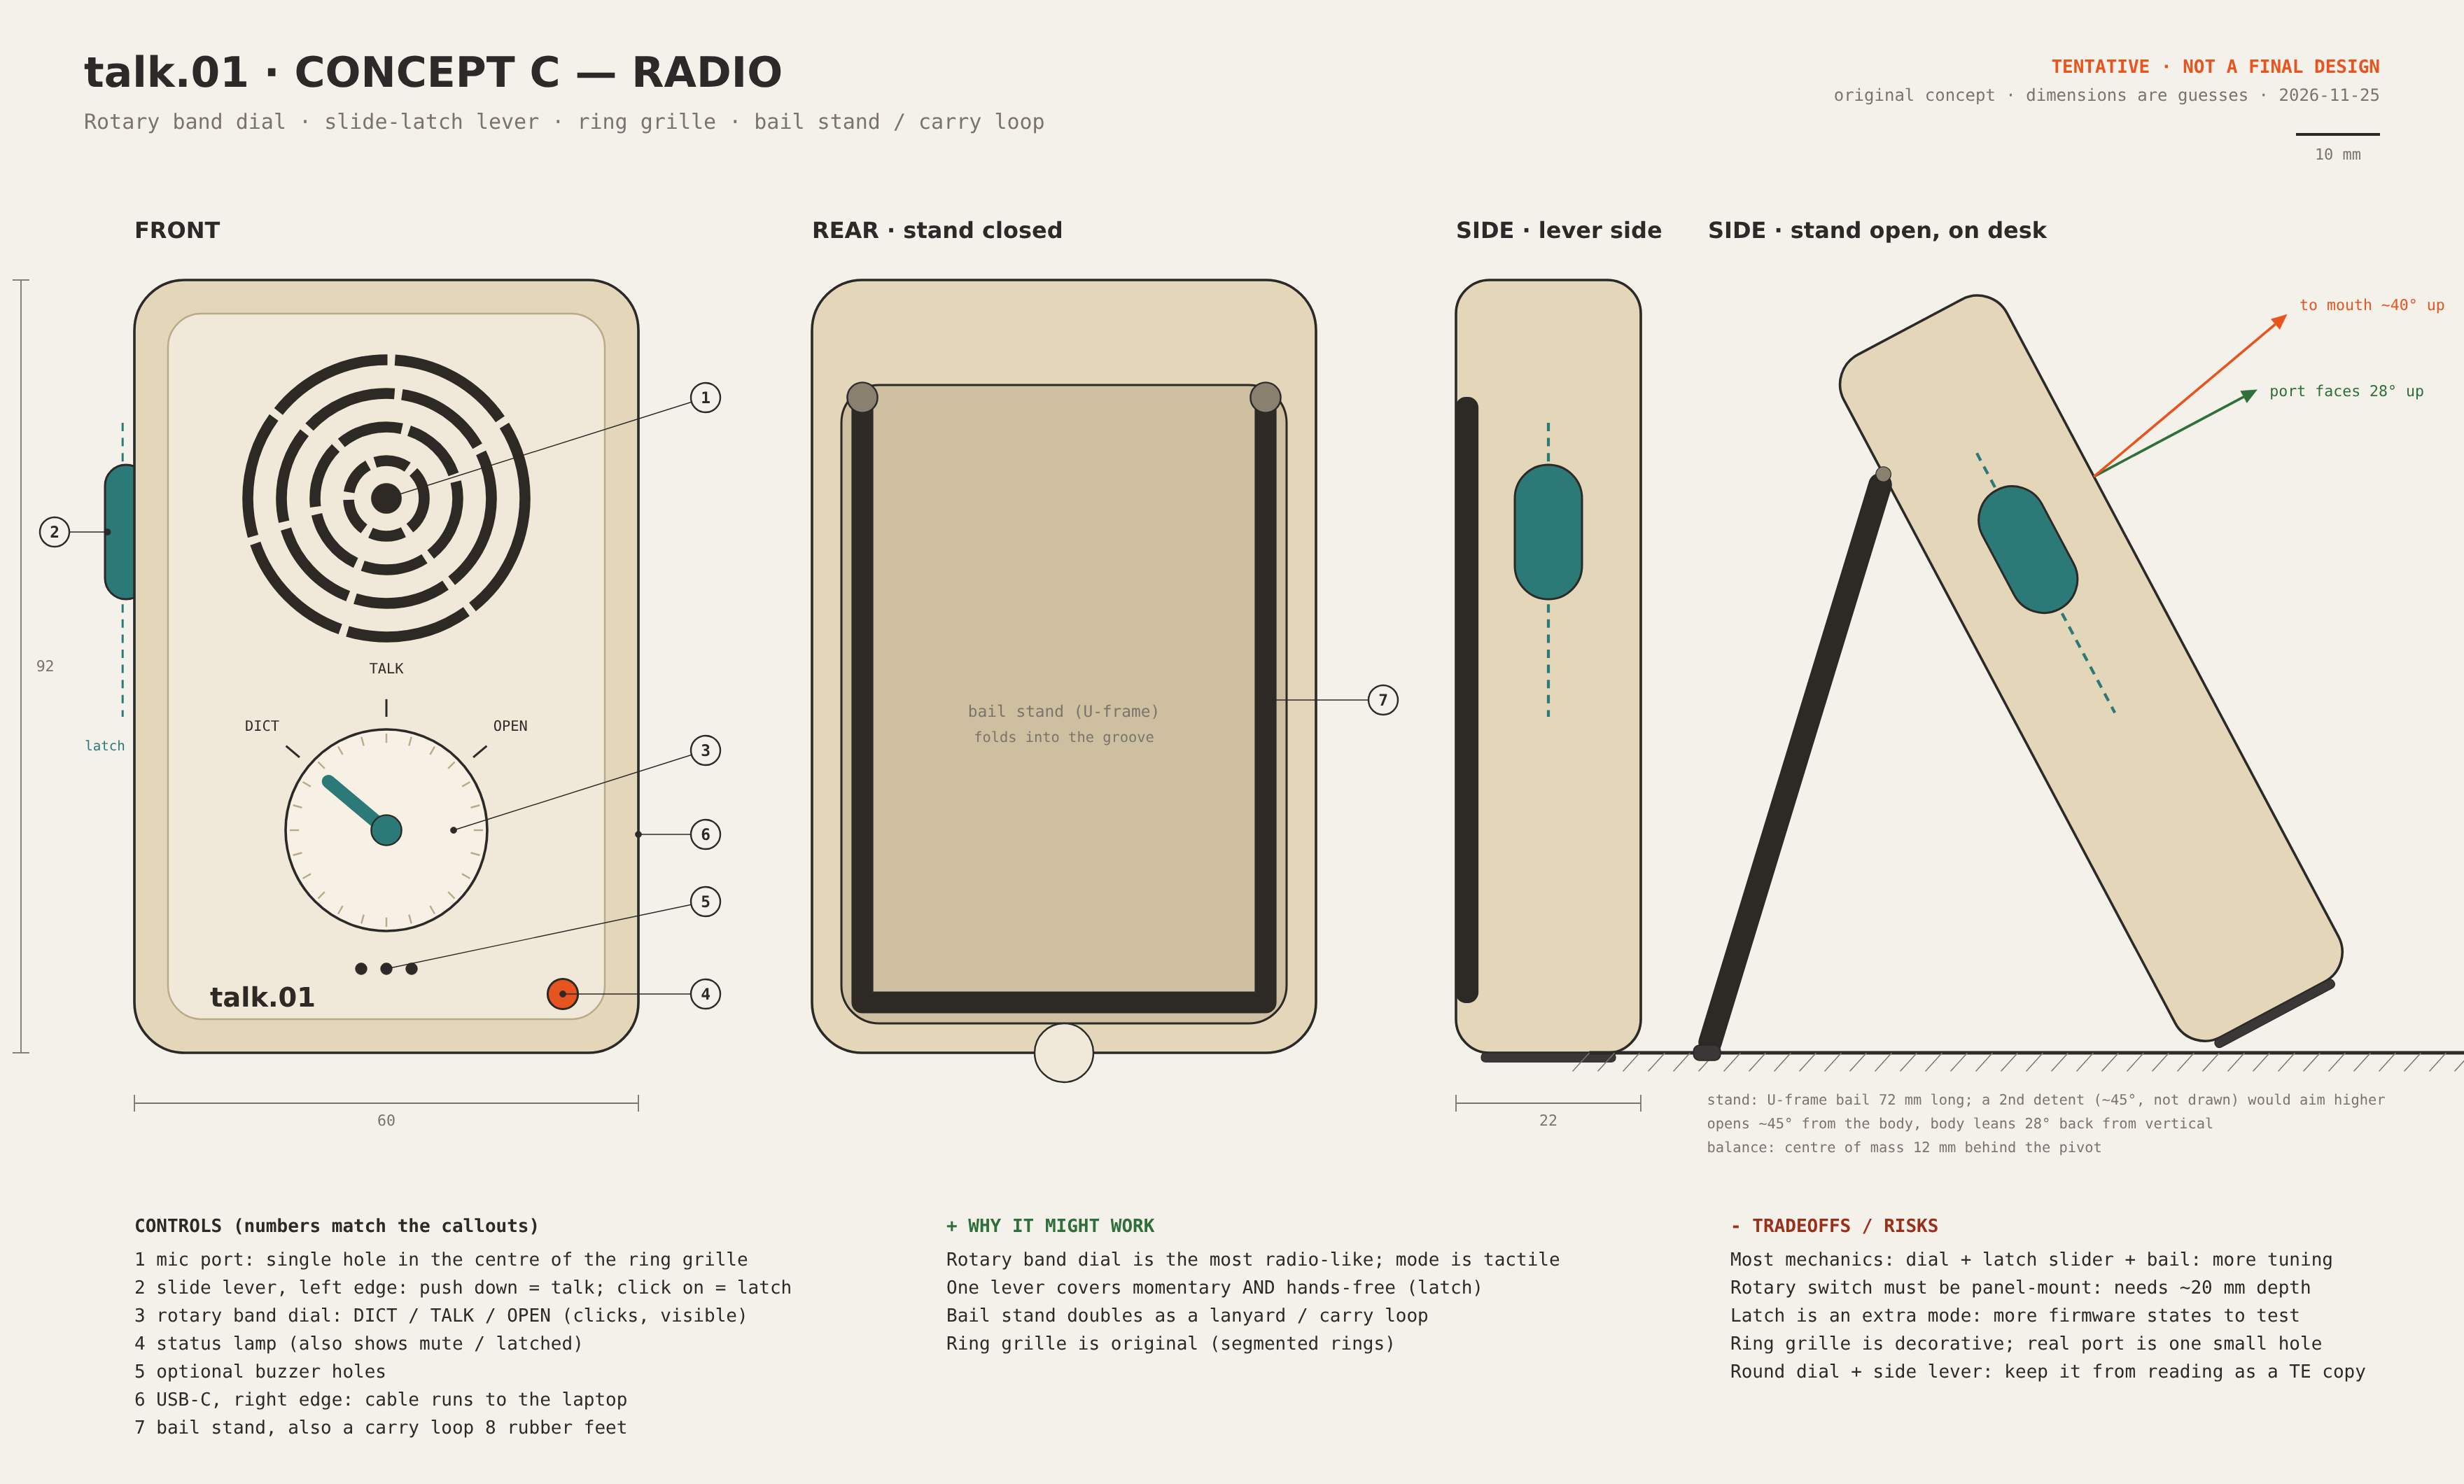 talk.01 · CONCEPT C — RADIO
Rotary band dial · slide-latch lever · ring grille · bail stand / carry loop
TENTATIVE · NOT A FINAL DESIGN
original concept · dimensions are guesses · 2026-11-25
10 mm
FRONT
REAR · stand closed
SIDE · lever side
SIDE · stand open, on desk
to mouth ~40° up
port faces 28° up
1
2
92
TALK
DICT
OPEN
latch
3
6
5
4
talk.01
60
bail stand (U-frame)
folds into the groove
7
22
stand: U-frame bail 72 mm long; a 2nd detent (~45°, not drawn) would aim higher
opens ~45° from the body, body leans 28° back from vertical
balance: centre of mass 12 mm behind the pivot
CONTROLS (numbers match the callouts)
1 mic port: single hole in the centre of the ring grille
2 slide lever, left edge: push down = talk; click on = latch
3 rotary band dial: DICT / TALK / OPEN (clicks, visible)
4 status lamp (also shows mute / latched)
5 optional buzzer holes
6 USB-C, right edge: cable runs to the laptop
7 bail stand, also a carry loop 8 rubber feet
+ WHY IT MIGHT WORK
Rotary band dial is the most radio-like; mode is tactile
One lever covers momentary AND hands-free (latch)
Bail stand doubles as a lanyard / carry loop
Ring grille is original (segmented rings)
- TRADEOFFS / RISKS
Most mechanics: dial + latch slider + bail: more tuning
Rotary switch must be panel-mount: needs ~20 mm depth
Latch is an extra mode: more firmware states to test
Ring grille is decorative; real port is one small hole
Round dial + side lever: keep it from reading as a TE copy